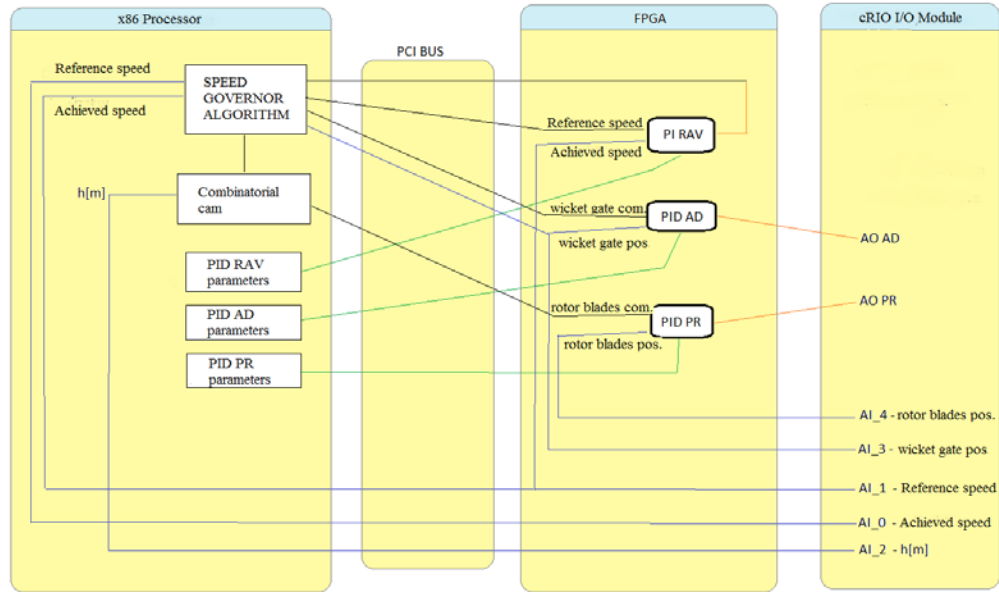 x86 Processor
PCI BUS
FPGA
cRIO I/O Module
Reference speed
Achieved speed
SPEED
GOVERNOR
ALGORITHM
h[m]
Combinatorial
cam
PID RAV
parameters
PID AD
parameters
PID PR
parameters
Reference speed
Achieved speed
PI RAV
wicket gate com.
wicket gate pos
PID AD
rotor blades com.
rotor blades pos.
PID PR
AO AD
AO PR
AI_4 - rotor blades pos.
AI_3 - wicket gate pos
AI_1 - Reference speed
AI_0 - Achieved speed
AI_2 - h[m]